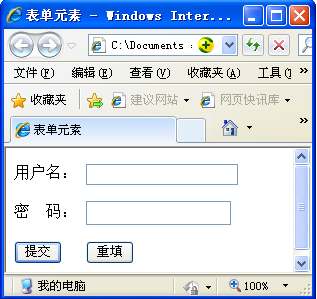 表单元素 - Windows Inter...
C:\Documents
文件(F) 编辑(E) 查看(V) 收藏夹(A) 工具(
收藏夹 建议网站 网页快讯库
表单元素
用户名：
密 码：
提交 重填
我的电脑 100%